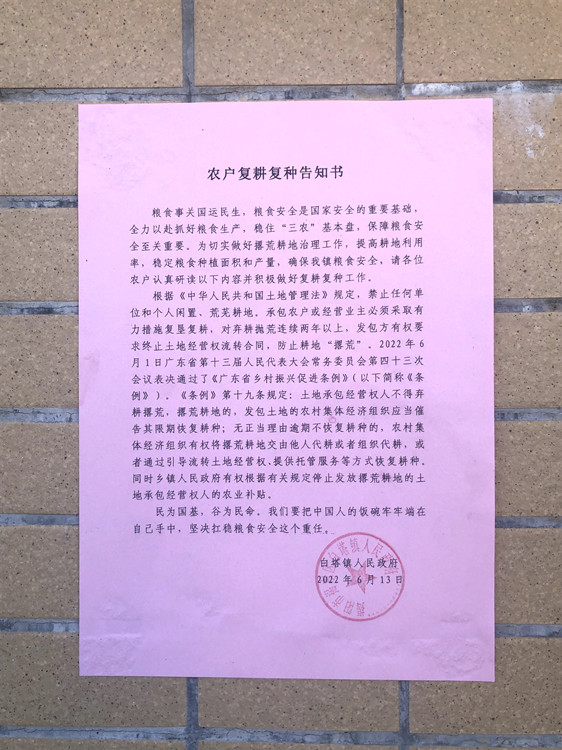 农户复耕复种告知书
粮食事关国运民生，粮食安全是国家安全的重要基础，
全力以赴抓好粮食生产，稳住“三农”基本盘，保障粮食安
全至关重要。为切实做好撂荒耕地治理工作，提高耕地利用
率，稳定粮食种植面积和产量，确保我镇粮食安全，请各位
农户认真研读以下内容并积极做好复耕复种工作。
根据《中华人民共和国土地管理法》规定，禁止任何单
位和个人闲置、荒芜耕地。承包农户或经营业主必须采取有
力措施复垦复耕，对弃耕抛荒连续两年以上，发包方有权要
求终止土地经营权流转合同，防止耕地“撂荒”。2022年6
月1日广东省第十三届人民代表大会常务委员会第四十三次
会议表决通过了《广东省乡村振兴促进条例》（以下简称《条
例》）。《条例》第十九条规定：土地承包经营权人不得弃
耕撂荒，撂荒耕地的，发包土地的农村集体经济组织应当催
告其限期恢复耕种；无正当理由逾期不恢复耕种的，农村集
体经济组织有权将撂荒耕地交由他人代耕或者组织代耕，或
者通过引导流转土地经营权、提供托管服务等方式恢复耕种。
同时乡镇人民政府有权根据有关规定停止发放撂荒耕地的土
地承包经营权人的农业补贴。
民为国基，谷为民命。我们要把中国人的饭碗牢牢端在
自己手中，坚决扛稳粮食安全这个重任。
白塔镇人民政府
2022年6月13日